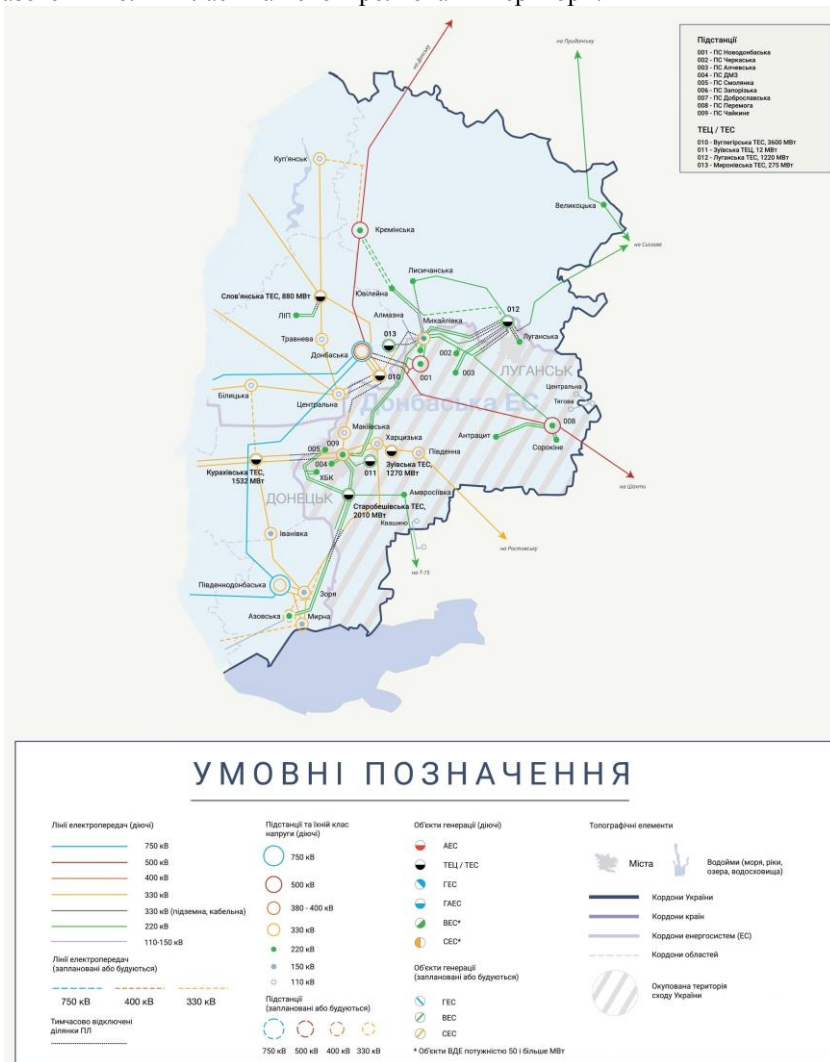 на Донську
на Придонську
Підстанції
001 - ПС Новодонбаська
002 - ПС Черкаська
003 - ПС Алчевська
004 - ПС ДМЗ
005 - ПС Смолянка
006 - ПС Запорізька
007 - ПС Доброславська
008 - ПС Перемога
009 - ПС Чайкине
ТЕЦ / ТЕС
010 - Вуглегірська ТЕС, 3600 МВт
011 - Зуївська ТЕЦ, 12 МВт
012 - Луганська ТЕС, 1220 МВт
013 - Миронівська ТЕС, 275 МВт
Куп'янськ
Великоцька
Кремінська
Лисичанська
Ювілейна
Слов'янська ТЕС, 880 МВт
ЛІП
Алмазна
Михайлівка
012
013
Травнева
Луганська
Донбаська
002
003
001
010
ЛУГАНСЬК
Центральна
Тягова
Білицька
Центральна
Донбаська ЕС
Макіївська
Антрацит
008
Сорокіне
Харцизька
009
005
004
Південна
Зуївська ТЕС,
1270 МВт
Курахівська ТЕС,
1532 МВт
011
ХБК
ДОНЕЦЬК
Амвросіївка
Старобешівська ТЕС,
2010 МВт
на Шахти
Квашино
Іванівка
на Ростовську
на Т-15
Південнодонбаська
Зоря
Азовська
Мирна
УМОВНІ ПОЗНАЧЕННЯ
Лінії електропередач (діючі)
750 кВ
500 кВ
400 кВ
330 кВ
330 кВ (підземна, кабельна)
220 кВ
110-150 кВ
Лінії електропередач
(заплановані або будуються)
750 кВ 400 кВ 330 кВ
Тимчасово відключені
ділянки ПЛ
Підстанції та їхній клас
напруги (діючі)
750 кВ
500 кВ
380 - 400 кВ
330 кВ
220 кВ
150 кВ
110 кВ
Підстанції
(заплановані або будуються)
750 кВ 500 кВ 400 кВ 330 кВ
Об'єкти генерації (діючі)
АЕС
ТЕЦ / ТЕС
ГЕС
ГАЕС
ВЕС*
СЕС*
Об'єкти генерації
(заплановані або будуються)
ГЕС
ВЕС
СЕС
* Об'єкти ВДЕ потужністю 50 і більше МВт
Топографічні елементи
Міста
Водойми (моря, ріки,
озера, водосховища)
Кордони України
Кордони країн
Кордони енергосистем (ЕС)
Кордони областей
Окупована територія
сходу України